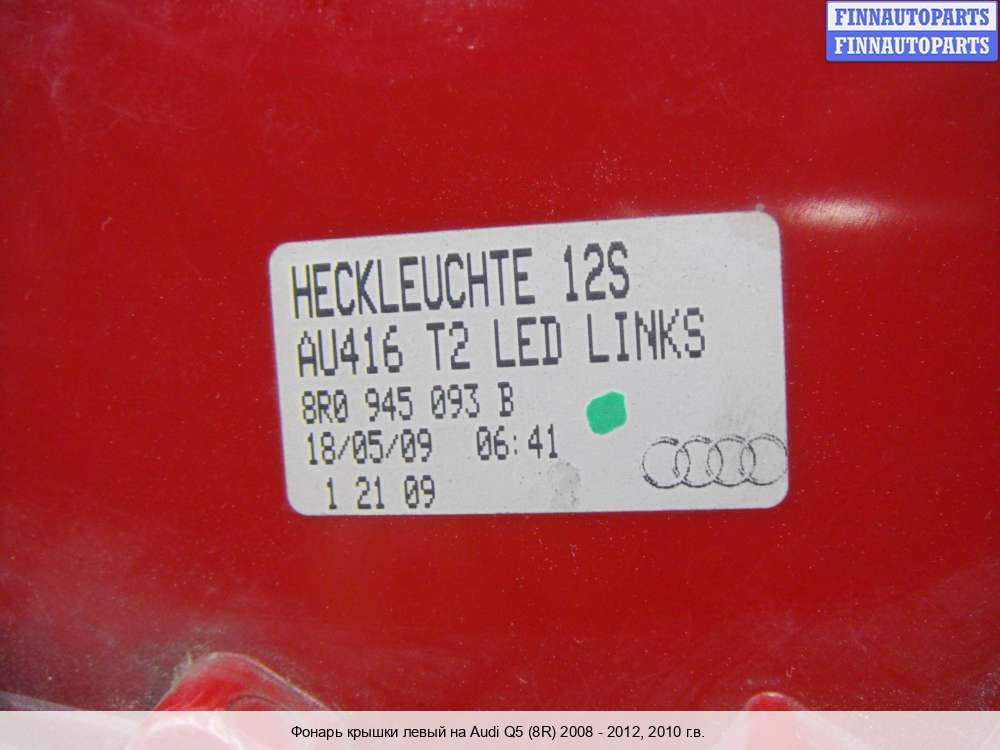 FINNAUTOPARTS
FINNAUTOPARTS
HECKLEUCHTE 12S
AU416 T2 LED LINKS
8R0 945 093 B
18/05/09 06:41
1 21 09
Фонарь крышки левый на Audi Q5 (8R) 2008 - 2012, 2010 г.в.